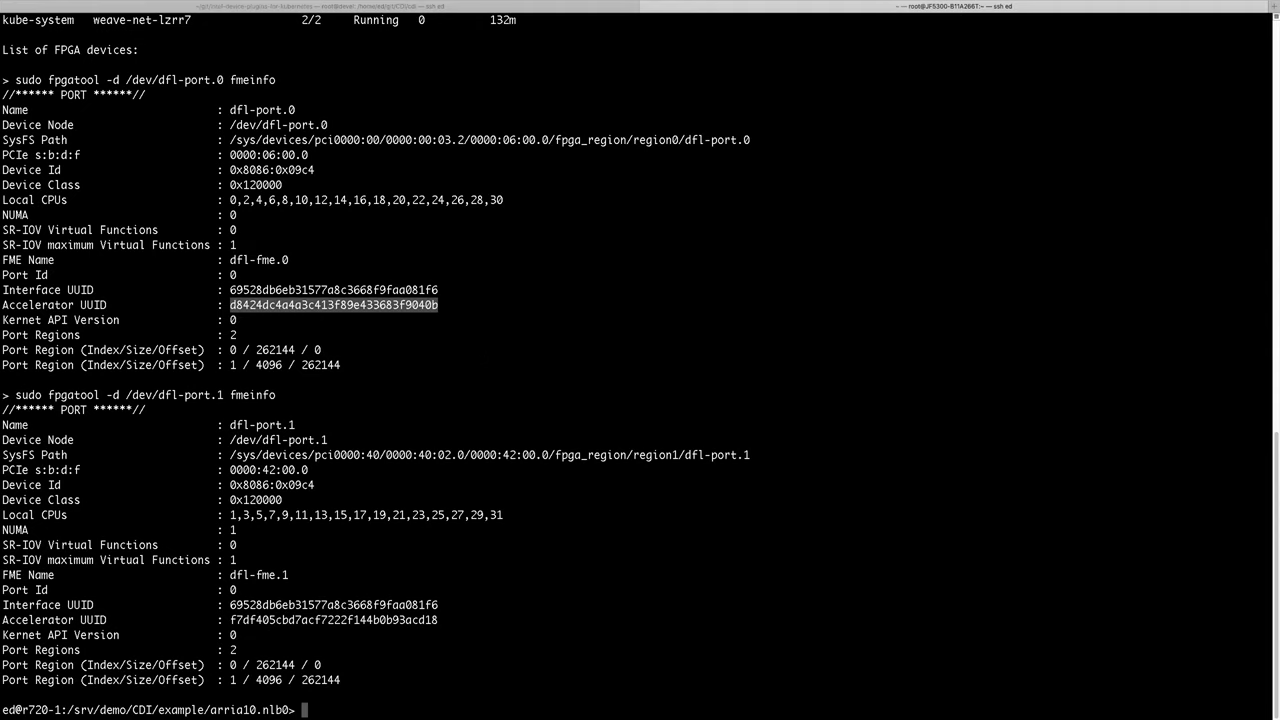 ~ — root@JF5300-B11A266T:~ — ssh ed
kube-system weave-net-lzrr7 2/2 Running 0 132m
List of FPGA devices:
> sudo fpgatool -d /dev/dfl-port.0 fmeinfo
//****** PORT ******//
Name : dfl-port.0
Device Node : /dev/dfl-port.0
SysFS Path : /sys/devices/pci0000:00/0000:00:03.2/0000:06:00.0/fpga_region/region0/dfl-port.0
PCIe s:b:d:f : 0000:06:00.0
Device Id : 0x8086:0x09c4
Device Class : 0x120000
Local CPUs : 0,2,4,6,8,10,12,14,16,18,20,22,24,26,28,30
NUMA : 0
SR-IOV Virtual Functions : 0
SR-IOV maximum Virtual Functions : 1
FME Name : dfl-fme.0
Port Id : 0
Interface UUID : 69528db6eb31577a8c3668f9faa081f6
Accelerator UUID : d8424dc4a4a3c413f89e433683f9040b
Kernet API Version : 0
Port Regions : 2
Port Region (Index/Size/Offset) : 0 / 262144 / 0
Port Region (Index/Size/Offset) : 1 / 4096 / 262144
> sudo fpgatool -d /dev/dfl-port.1 fmeinfo
//****** PORT ******//
Name : dfl-port.1
Device Node : /dev/dfl-port.1
SysFS Path : /sys/devices/pci0000:40/0000:40:02.0/0000:42:00.0/fpga_region/region1/dfl-port.1
PCIe s:b:d:f : 0000:42:00.0
Device Id : 0x8086:0x09c4
Device Class : 0x120000
Local CPUs : 1,3,5,7,9,11,13,15,17,19,21,23,25,27,29,31
NUMA : 1
SR-IOV Virtual Functions : 0
SR-IOV maximum Virtual Functions : 1
FME Name : dfl-fme.1
Port Id : 0
Interface UUID : 69528db6eb31577a8c3668f9faa081f6
Accelerator UUID : f7df405cbd7acf7222f144b0b93acd18
Kernet API Version : 0
Port Regions : 2
Port Region (Index/Size/Offset) : 0 / 262144 / 0
Port Region (Index/Size/Offset) : 1 / 4096 / 262144
ed@r720-1:/srv/demo/CDI/example/arria10.nlb0>